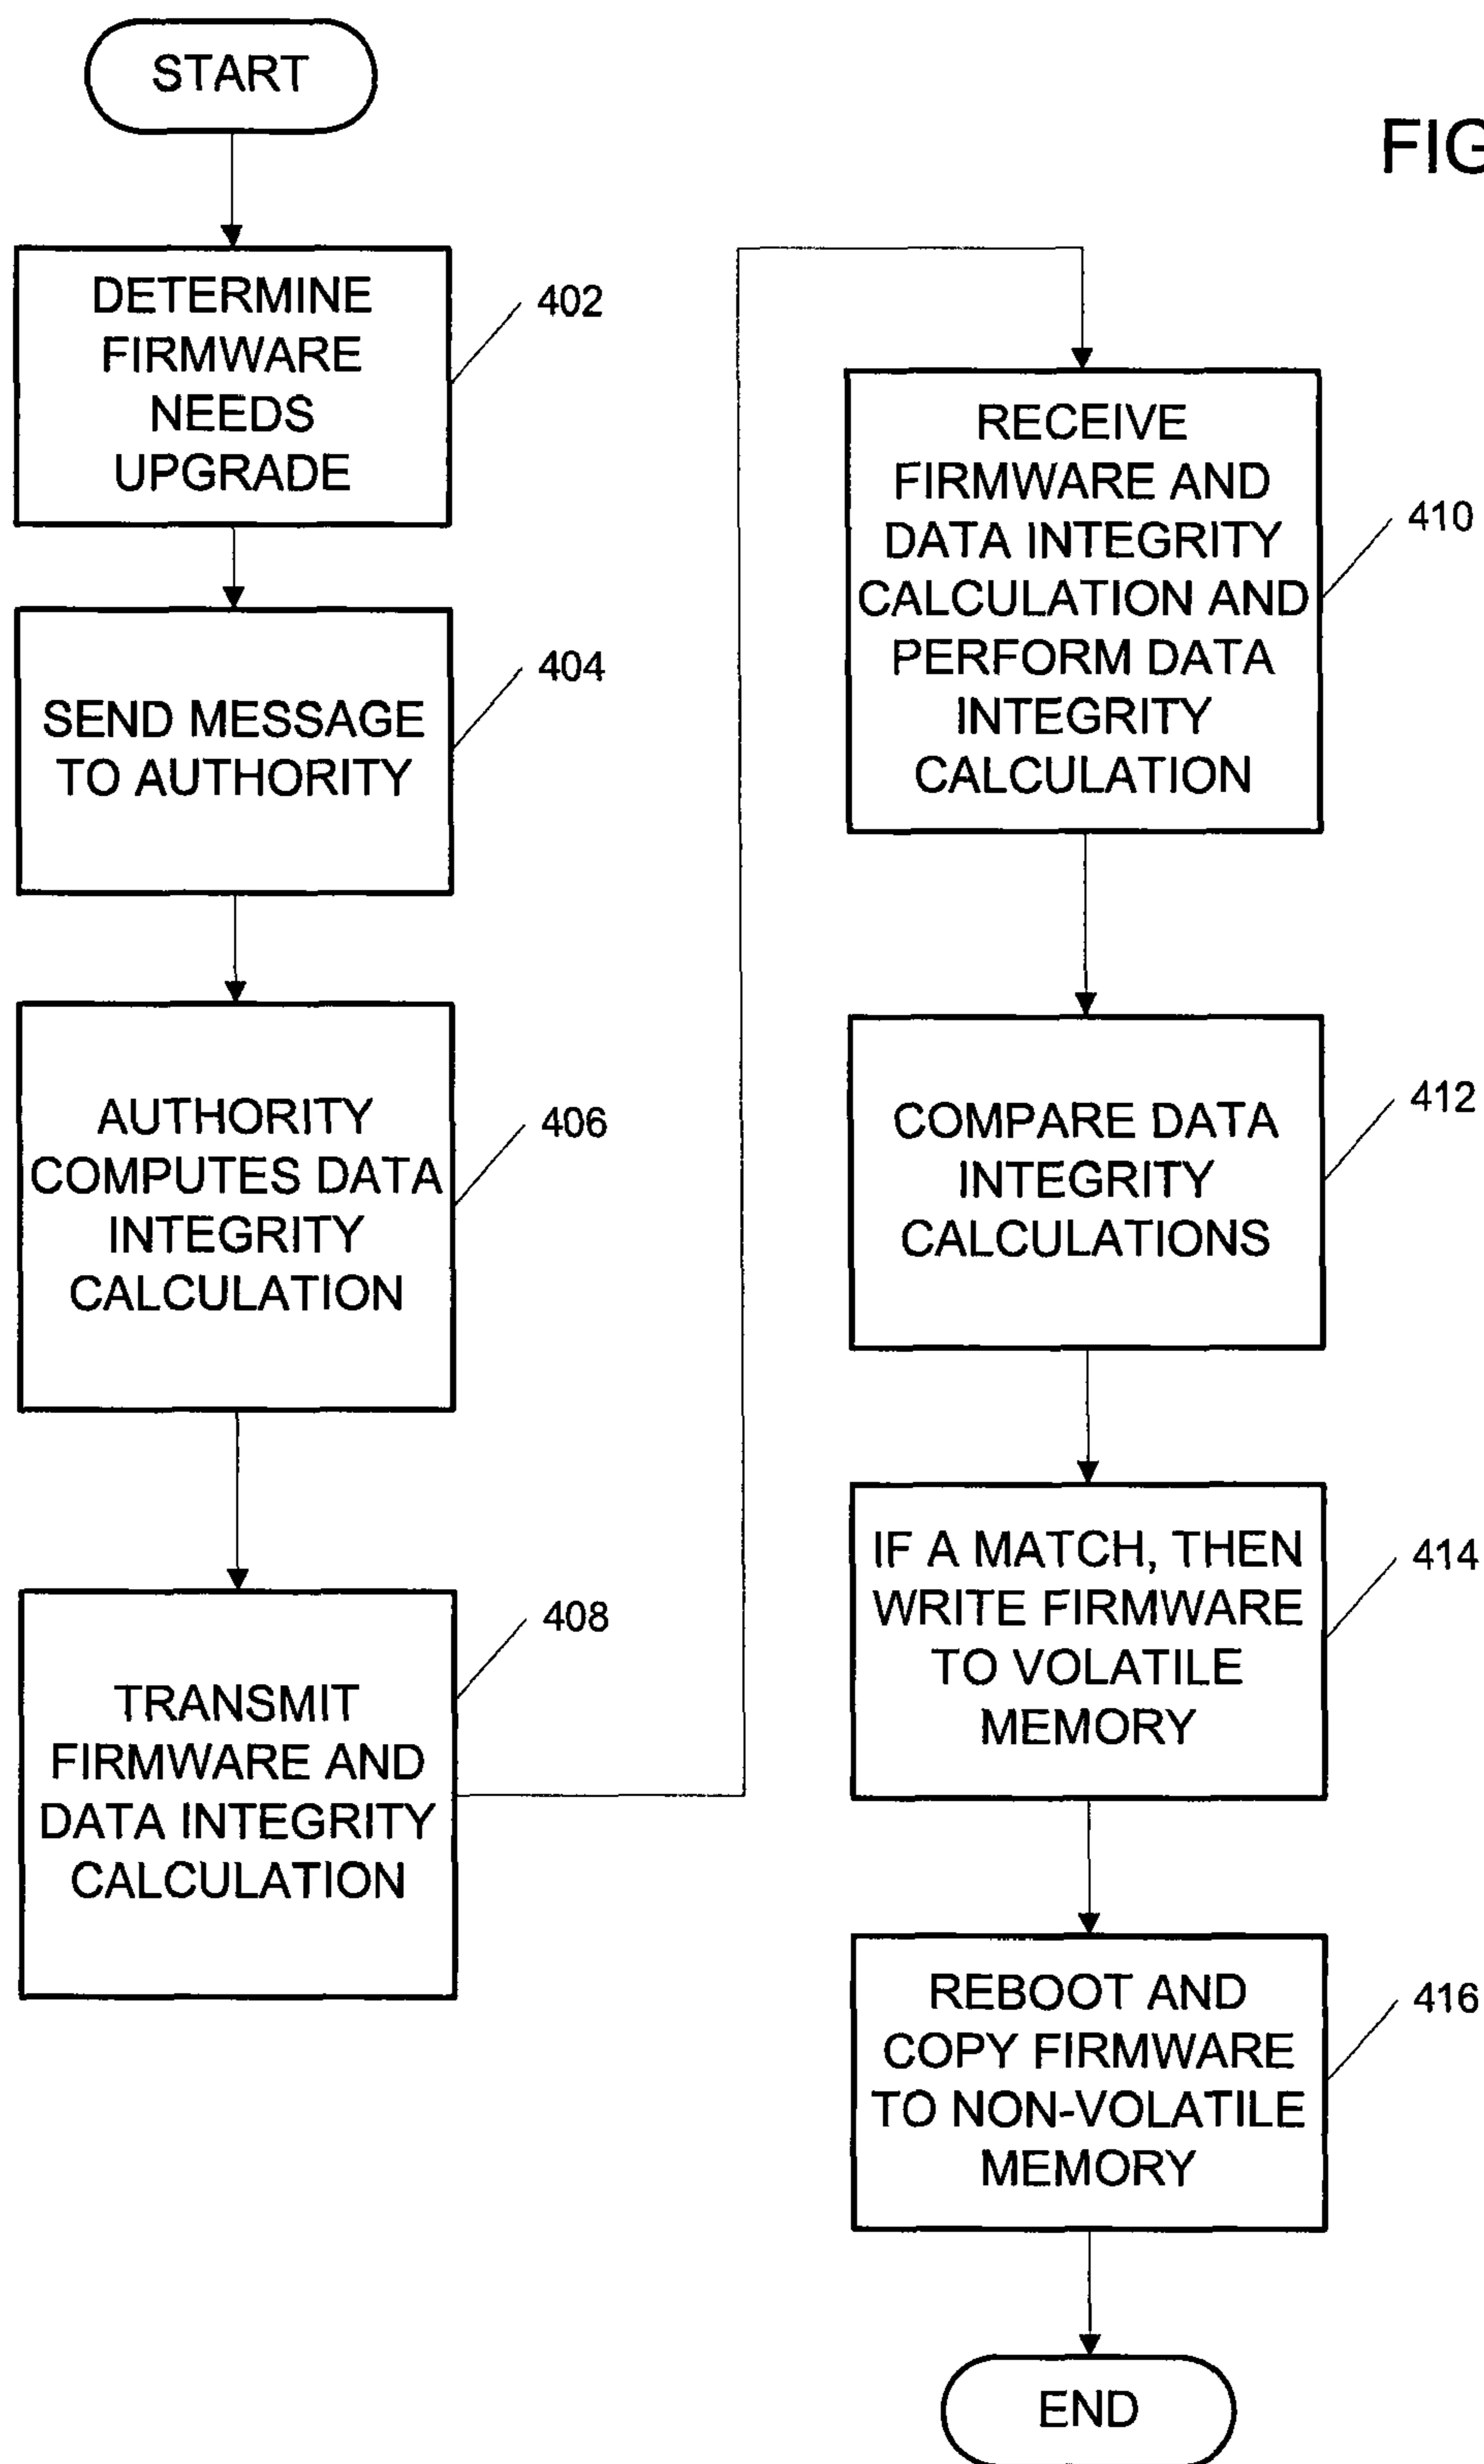 START
FIG
DETERMINE
FIRMWARE
NEEDS
UPGRADE
402
SEND MESSAGE
TO AUTHORITY
404
AUTHORITY
COMPUTES DATA
INTEGRITY
CALCULATION
406
TRANSMIT
FIRMWARE AND
DATA INTEGRITY
CALCULATION
408
RECEIVE
FIRMWARE AND
DATA INTEGRITY
CALCULATION AND
PERFORM DATA
INTEGRITY
CALCULATION
410
COMPARE DATA
INTEGRITY
CALCULATIONS
412
IF A MATCH, THEN
WRITE FIRMWARE
TO VOLATILE
MEMORY
414
REBOOT AND
COPY FIRMWARE
TO NON-VOLATILE
MEMORY
416
END